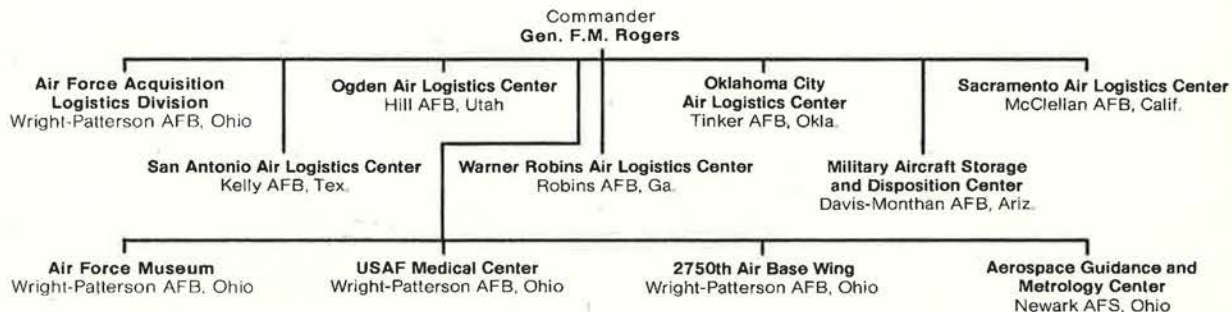 Commander
Gen. F.M. Rogers
Air Force Acquisition
Logistics Division
Wright-Patterson AFB, Ohio
Ogden Air Logistics Center
Hill AFB, Utah
Oklahoma City
Air Logistics Center
Tinker AFB, Okla.
Sacramento Air Logistics Center
McClellan AFB, Calif.
San Antonio Air Logistics Center
Kelly AFB, Tex.
Warner Robins Air Logistics Center
Robins AFB, Ga.
Military Aircraft Storage
and Disposition Center
Davis-Monthan AFB, Ariz.
Air Force Museum
Wright-Patterson AFB, Ohio
USAF Medical Center
Wright-Patterson AFB, Ohio
2750th Air Base Wing
Wright-Patterson AFB, Ohio
Aerospace Guidance and
Metrology Center
Newark AFS, Ohio